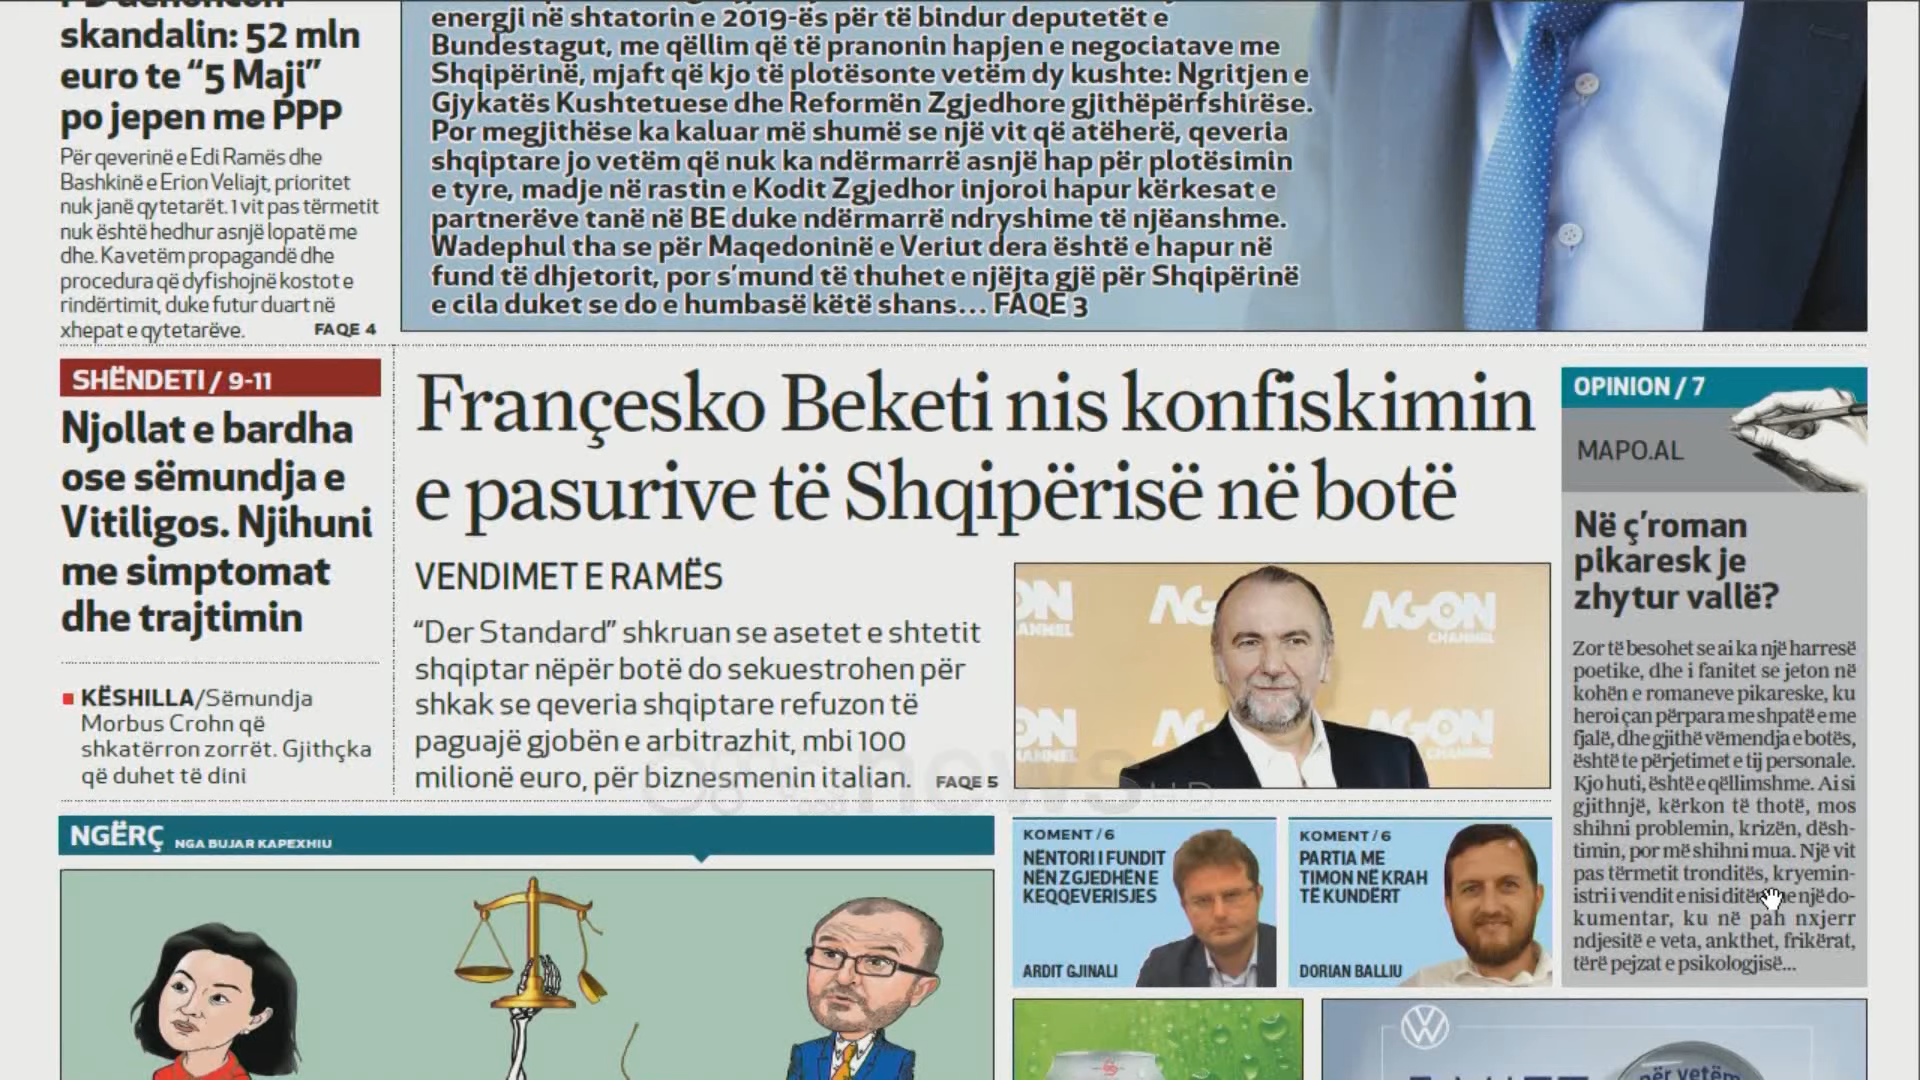 skandalin: 52 mln
euro te “5 Maji”
po jepen me PPP
Për qeverinë e Edi Ramës dhe
Bashkinë e Erion Veliajt, prioritet
nuk janë qytetarët. 1 vit pas tërmetit
nuk është hedhur asnjë lopatë me
dhe. Ka vetëm propagandë dhe
procedura që dyfishojnë kostot e
rindërtimit, duke futur duart në
xhepat e qytetarëve. FAQE 4
energji në shtatorin e 2019-ës për të bindur deputetët e
Bundestagut, me qëllim që të pranonin hapjen e negociatave me
Shqipërinë, mjaft që kjo të plotësonte vetëm dy kushte: Ngritjen e
Gjykatës Kushtetuese dhe Reformën Zgjedhore gjithëpërfshirëse.
Por megjithëse ka kaluar më shumë se një vit që atëherë, qeveria
shqiptare jo vetëm që nuk ka ndërmarrë asnjë hap për plotësimin
e tyre, madje në rastin e Kodit Zgjedhor injoroi hapur kërkesat e
partnerëve tanë në BE duke ndërmarrë ndryshime të njëanshme.
Wadephul tha se për Maqedoninë e Veriut dera është e hapur në
fund të dhjetorit, por s’mund të thuhet e njëjta gjë për Shqipërinë
e cila duket se do e humbasë këtë shans... FAQE 3
SHËNDETI / 9-11
Njollat e bardha
ose sëmundja e
Vitiligos. Njihuni
me simptomat
dhe trajtimin
KËSHILLA/Sëmundja
Morbus Crohn që
shkatërron zorrët. Gjithçka
që duhet të dini
Françesko Beketi nis konfiskimin
e pasurive të Shqipërisë në botë
VENDIMET E RAMËS
“Der Standard” shkruan se asetet e shtetit
shqiptar nëpër botë do sekuestrohen për
shkak se qeveria shqiptare refuzon të
paguajë gjobën e arbitrazhit, mbi 100
milionë euro, për biznesmenin italian. FAQE 5
AGON
CHANNEL
OPINION / 7
MAPO.AL
Në ç’roman
pikaresk je
zhytur vallë?
Zor të besohet se ai ka një harresë
poetike, dhe i fanitet se jeton në
kohën e romaneve pikareske, ku
heroi çan përpara me shpatë e me
fjalë, dhe gjithë vëmendja e botës,
është te përjetimet e tij personale.
Kjo huti, është e qëllimshme. Ai si
gjithnjë, kërkon të thotë, mos
shihni problemin, krizën, dësh-
timin, por më shihni mua. Një vit
pas tërmetit tronditës, kryemin-
istri i vendit e nisi ditën me një do-
kumentar, ku në pah nxjerr
ndjesitë e veta, ankthet, frikërat,
tërë pejzat e psikologjisë...
NGËRÇ NGA BUJAR KAPEXHIU
KOMENT / 6
NËNTORI I FUNDIT
NËN ZGJEDHËN E
KEQQEVERISJES
ARDIT GJINALI
KOMENT / 6
PARTIA ME
TIMON NË KRAH
TË KUNDËRT
DORIAN BALLIU
news HD
për vetëm